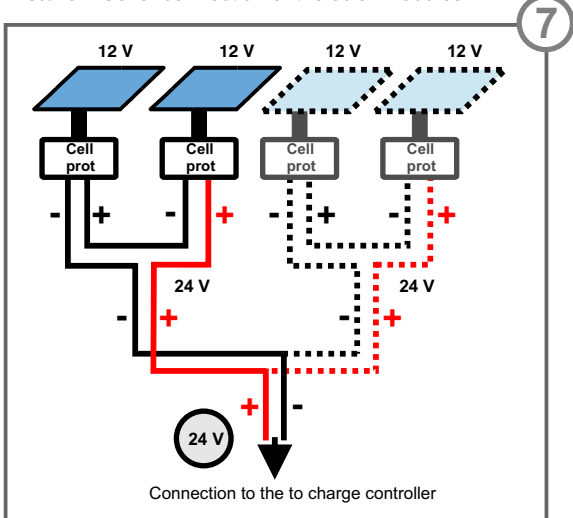 7
12 V 12 V 12 V 12 V
Cell
prot
Cell
prot
Cell
prot
Cell
prot
- + - + - + - +
24 V 24 V
- + - +
+ -
24 V
Connection to the to charge controller